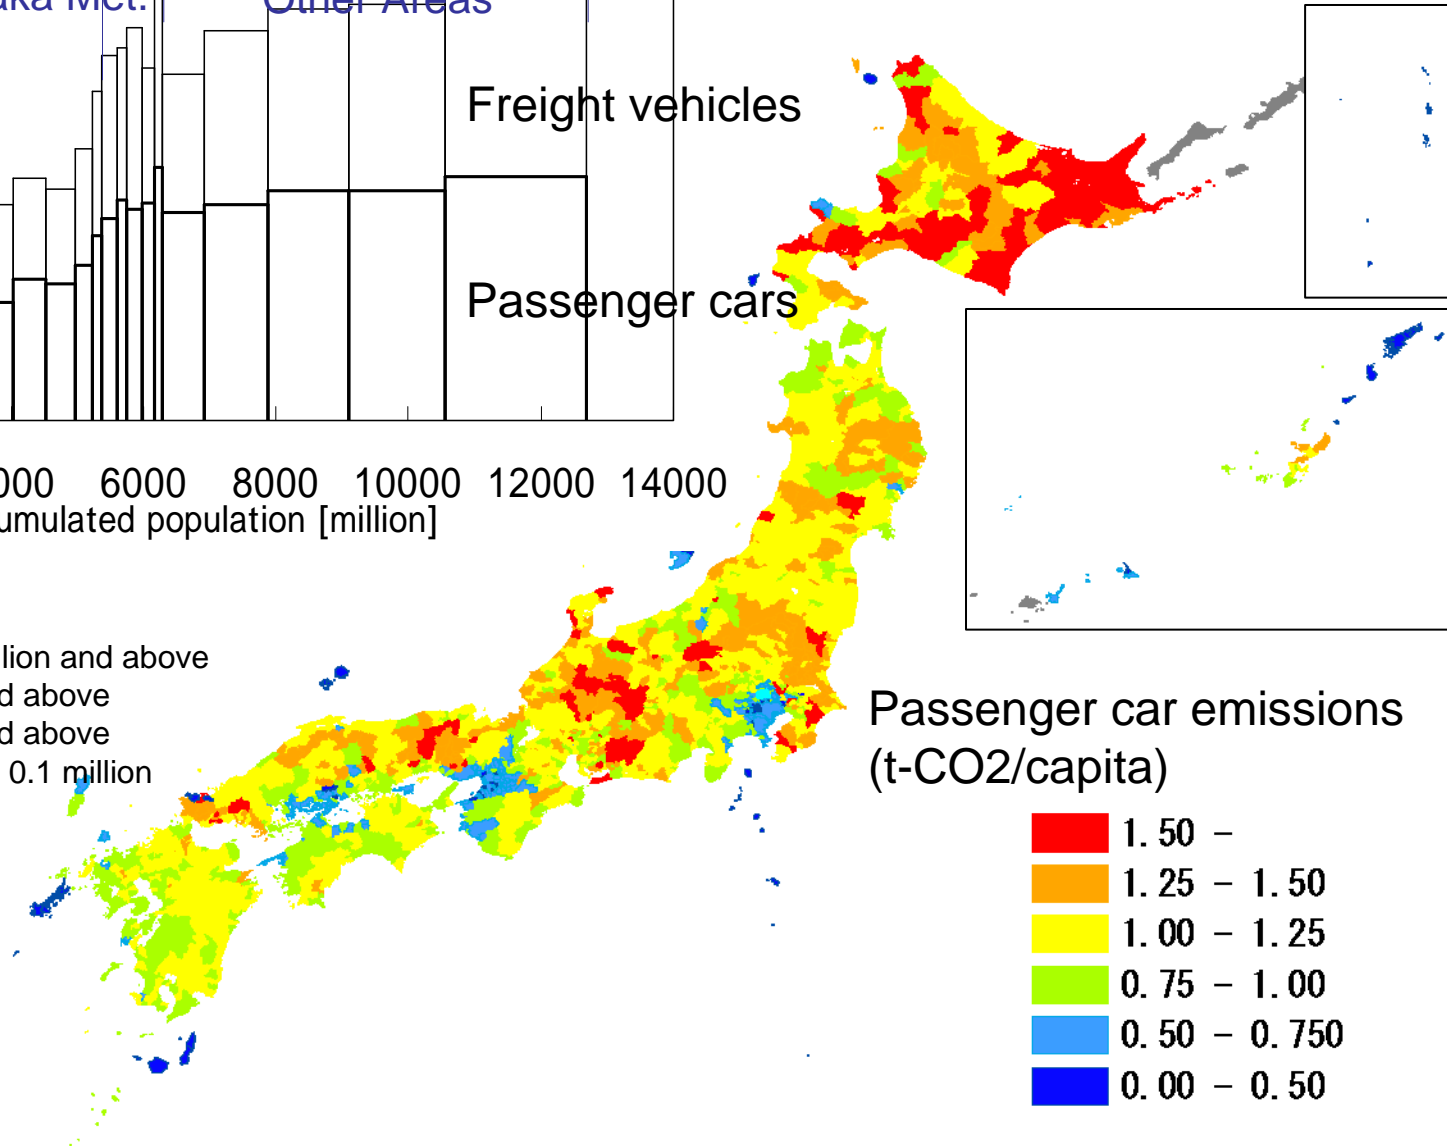 Met.
Other Areas
Freight vehicles
Passenger cars
6000 8000 10000 12000 14000
population [million]
and above
above
above
0.1 million
Passenger car emissions
(t-CO2/capita)
1.50 –
1.25 – 1.50
1.00 – 1.25
0.75 – 1.00
0.50 – 0.750
0.00 – 0.50